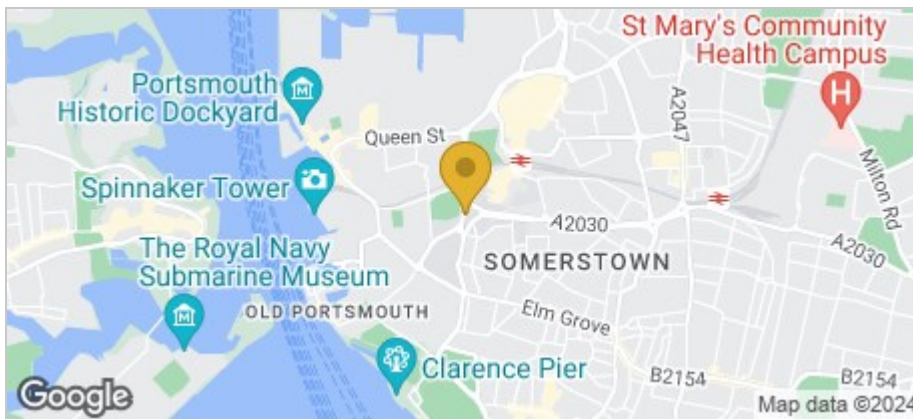 St Mary's Community
Health Campus
H
Portsmouth
Historic Dockyard
Queen St
A2047
Milton Rd
Spinnaker Tower
A2030
A2030
The Royal Navy
Submarine Museum
SOMERSTOWN
OLD PORTSMOUTH
Elm Grove
Clarence Pier
B2154
B2154
Google
Map data ©2024